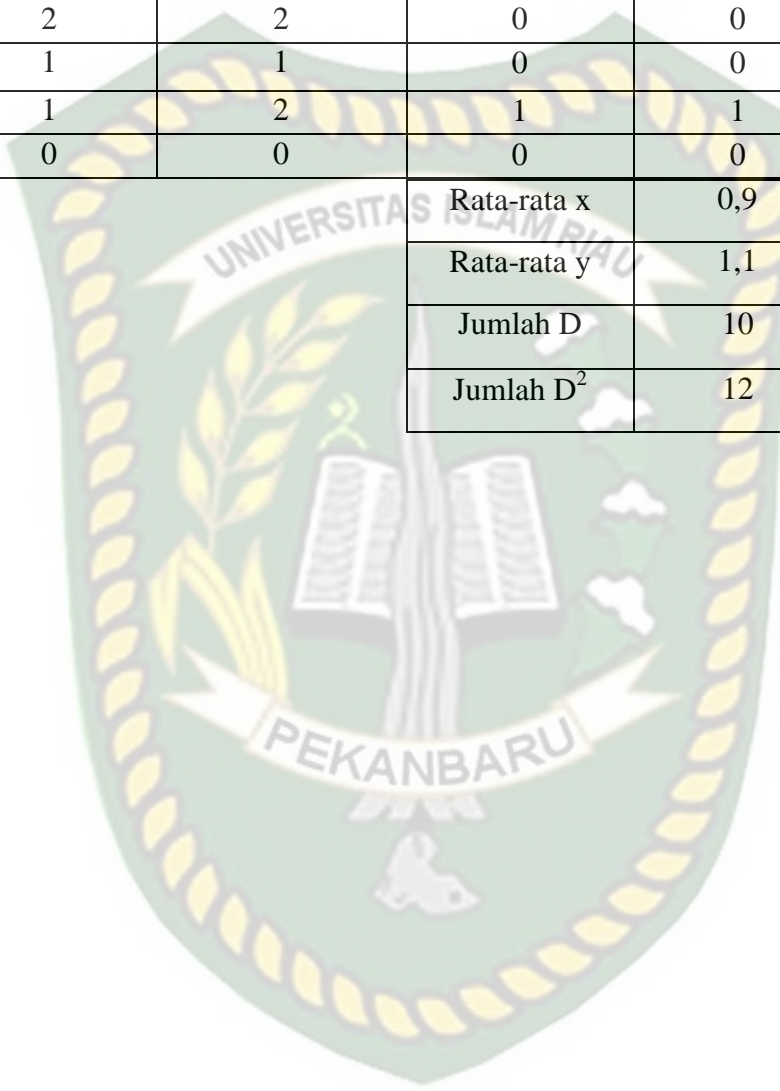 2 2 0 0
1 1 0 0
1 2 1 1
0 0 0 0
Rata-rata x 0,9
UNIVERSITAS ISLAM RIAU
Rata-rata y 1,1
Jumlah D 10
Jumlah D² 12
PEKANBARU